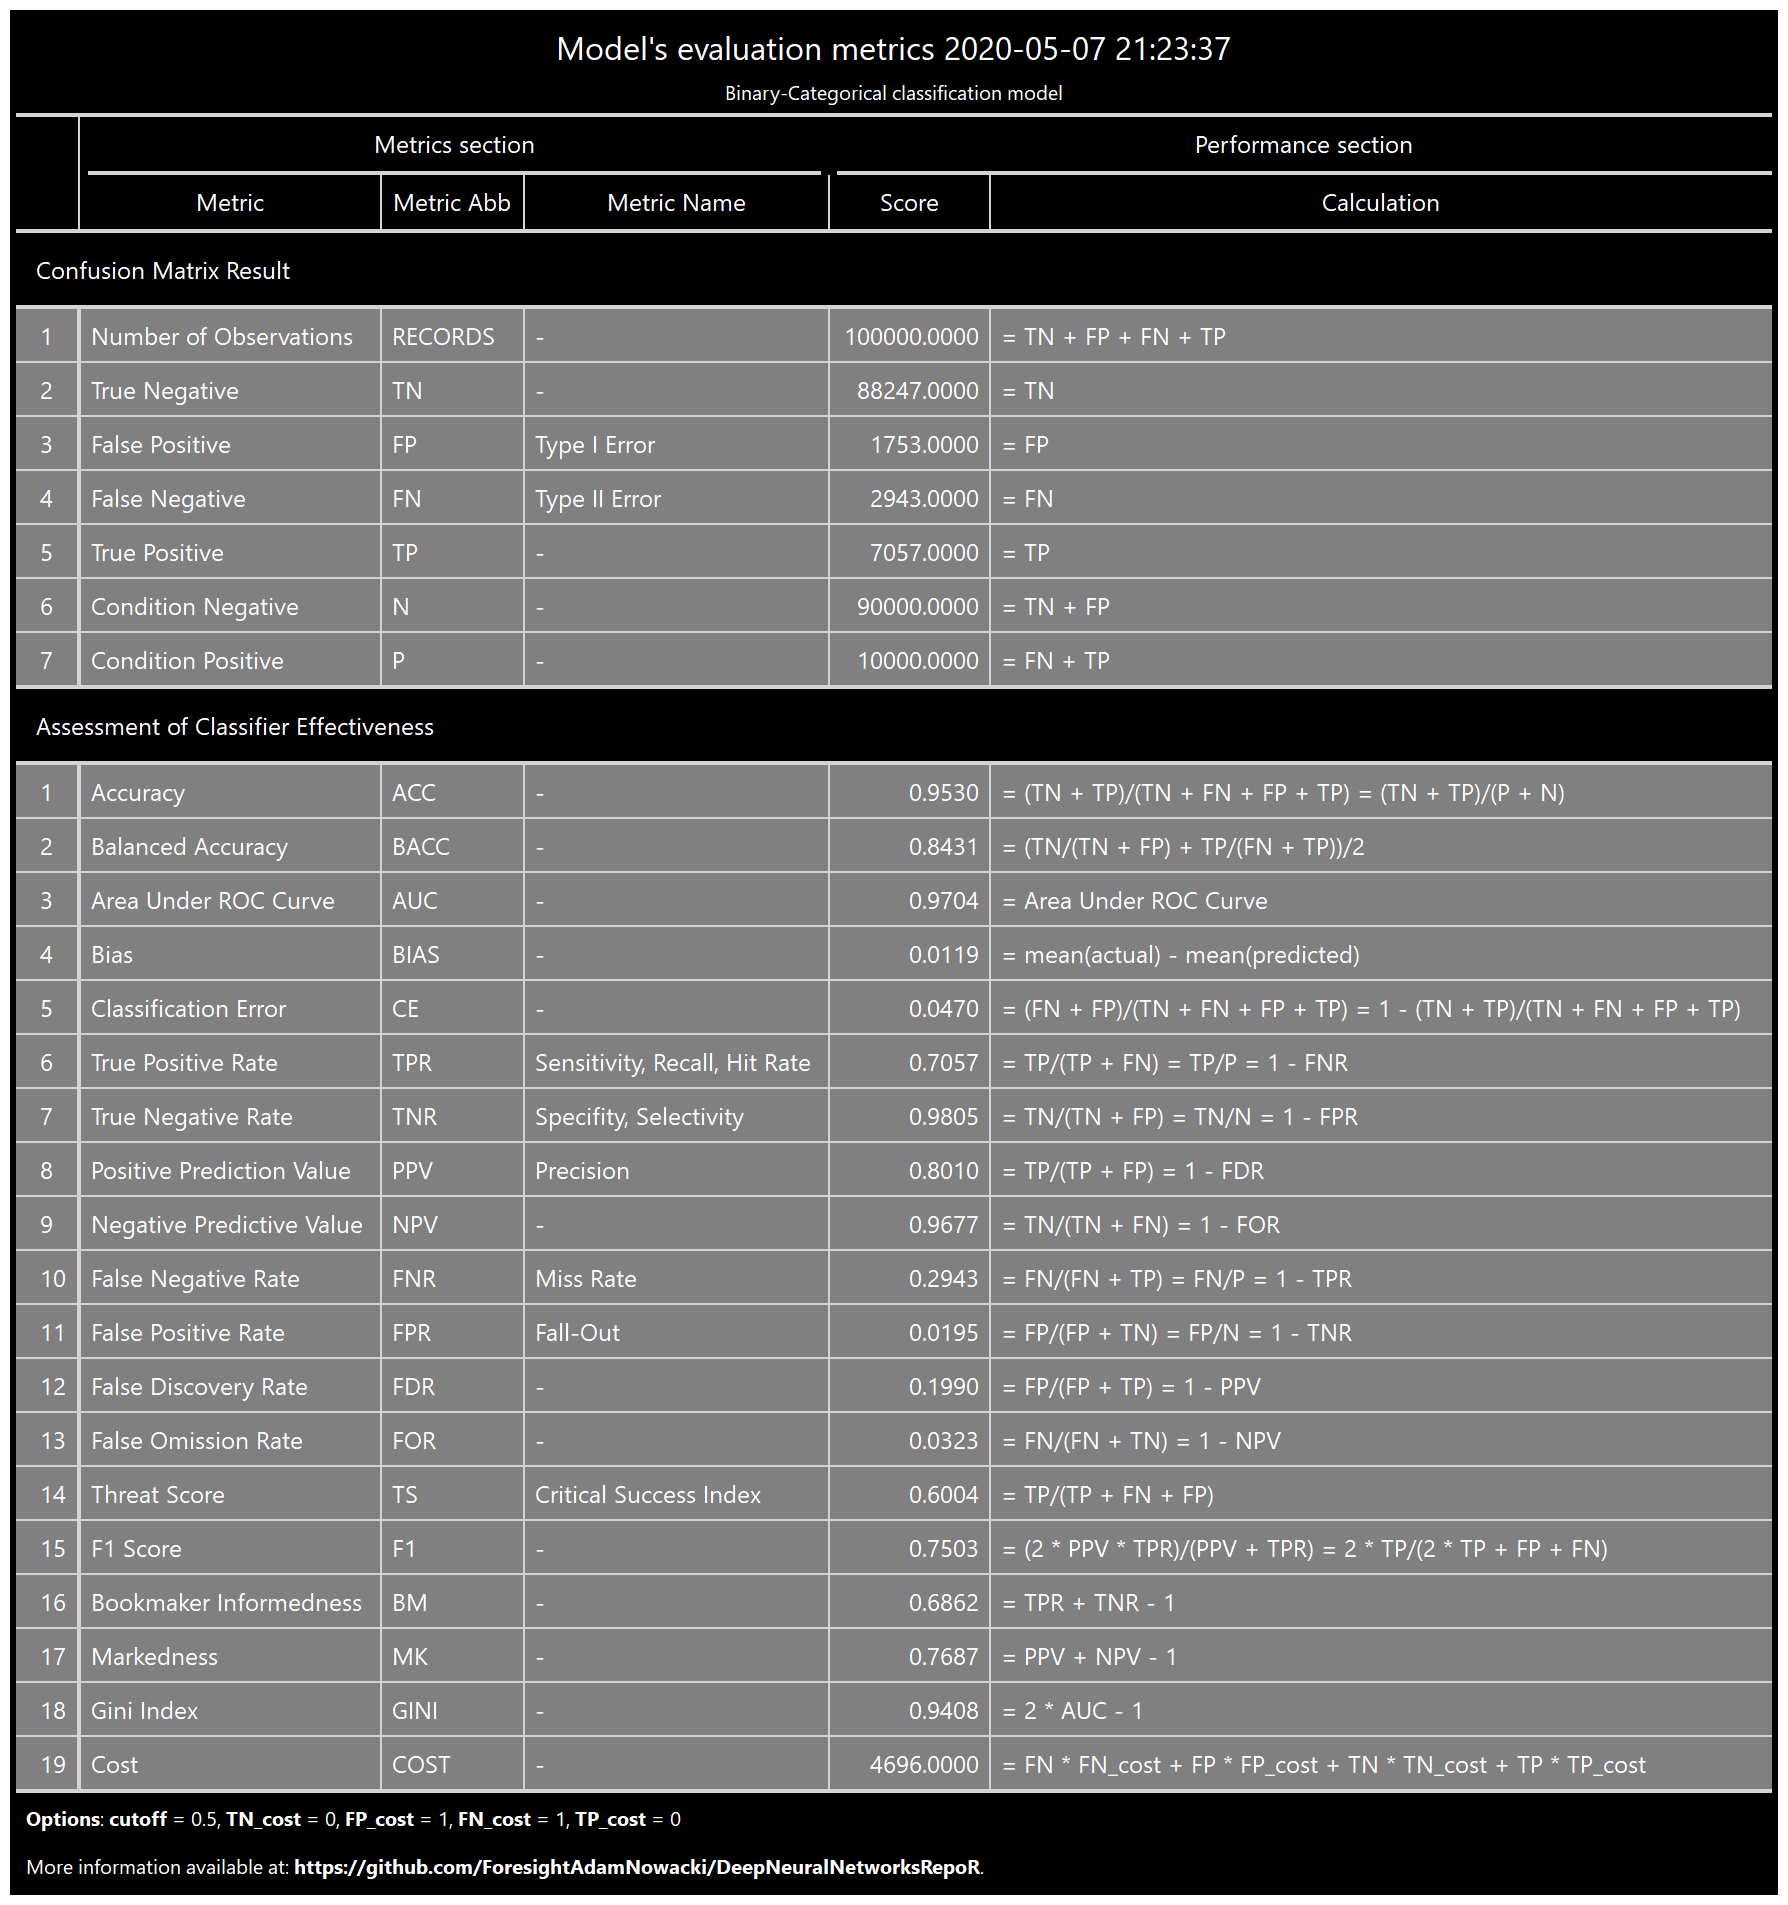 Model's evaluation metrics 2020-05-07 21:23:37
Binary-Categorical classification model
Metrics section Performance section
Metric Metric Abb Metric Name Score Calculation
Confusion Matrix Result
1 Number of Observations RECORDS - 100000.0000 = TN + FP + FN + TP
2 True Negative TN - 88247.0000 = TN
3 False Positive FP Type I Error 1753.0000 = FP
4 False Negative FN Type II Error 2943.0000 = FN
5 True Positive TP - 7057.0000 = TP
6 Condition Negative N - 90000.0000 = TN + FP
7 Condition Positive P - 10000.0000 = FN + TP
Assessment of Classifier Effectiveness
1 Accuracy ACC - 0.9530 = (TN + TP)/(TN + FN + FP + TP) = (TN + TP)/(P + N)
2 Balanced Accuracy BACC - 0.8431 = (TN/(TN + FP) + TP/(FN + TP))/2
3 Area Under ROC Curve AUC - 0.9704 = Area Under ROC Curve
4 Bias BIAS - 0.0119 = mean(actual) - mean(predicted)
5 Classification Error CE - 0.0470 = (FN + FP)/(TN + FN + FP + TP) = 1 - (TN + TP)/(TN + FN + FP + TP)
6 True Positive Rate TPR Sensitivity, Recall, Hit Rate 0.7057 = TP/(TP + FN) = TP/P = 1 - FNR
7 True Negative Rate TNR Specifity, Selectivity 0.9805 = TN/(TN + FP) = TN/N = 1 - FPR
8 Positive Prediction Value PPV Precision 0.8010 = TP/(TP + FP) = 1 - FDR
9 Negative Predictive Value NPV - 0.9677 = TN/(TN + FN) = 1 - FOR
10 False Negative Rate FNR Miss Rate 0.2943 = FN/(FN + TP) = FN/P = 1 - TPR
11 False Positive Rate FPR Fall-Out 0.0195 = FP/(FP + TN) = FP/N = 1 - TNR
12 False Discovery Rate FDR - 0.1990 = FP/(FP + TP) = 1 - PPV
13 False Omission Rate FOR - 0.0323 = FN/(FN + TN) = 1 - NPV
14 Threat Score TS Critical Success Index 0.6004 = TP/(TP + FN + FP)
15 F1 Score F1 - 0.7503 = (2 * PPV * TPR)/(PPV + TPR) = 2 * TP/(2 * TP + FP + FN)
16 Bookmaker Informedness BM - 0.6862 = TPR + TNR - 1
17 Markedness MK - 0.7687 = PPV + NPV - 1
18 Gini Index GINI - 0.9408 = 2 * AUC - 1
19 Cost COST - 4696.0000 = FN * FN_cost + FP * FP_cost + TN * TN_cost + TP * TP_cost
Options: cutoff = 0.5, TN_cost = 0, FP_cost = 1, FN_cost = 1, TP_cost = 0
More information available at: https://github.com/ForesightAdamNowacki/DeepNeuralNetworksRepoR.